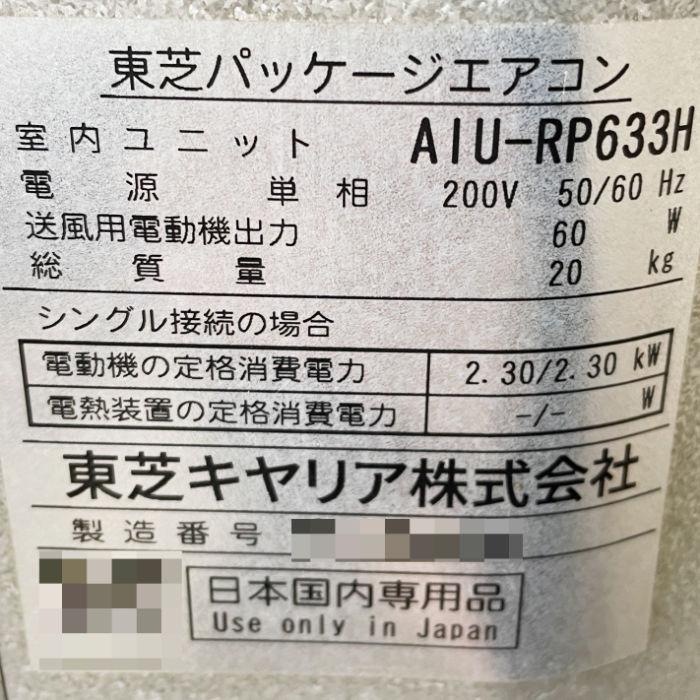 東芝パッケージエアコン
室内ユニット AIU-RP633H
電源 単相 200V 50/60 Hz
送風用電動機出力 60 W
総質量 20 kg
シングル接続の場合
電動機の定格消費電力 2.30/2.30 kW
電熱装置の定格消費電力 -/- W
東芝キヤリア株式会社
製造番号
日本国内専用品
Use only in Japan